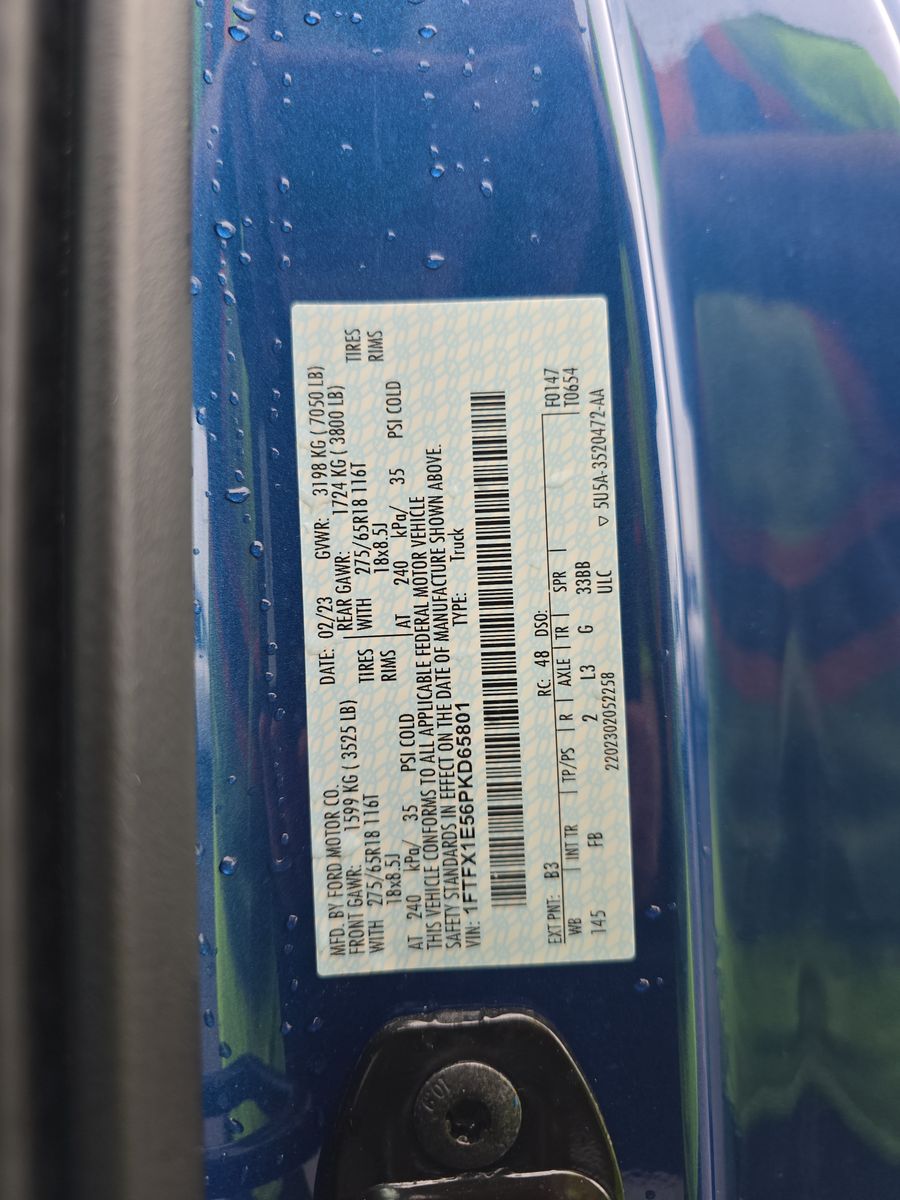 MFD. BY FORD MOTOR CO.
DATE: 02/23 GVWR: 3198 KG ( 7050 LB)
FRONT GAWR: 1599 KG ( 3525 LB)
REAR GAWR: 1724 KG ( 3800 LB)
WITH 275/65R18 116T TIRES
WITH 275/65R18 116T TIRES
18x8.5J RIMS
18x8.5J RIMS
AT 240 kPa/ 35 PSI COLD
AT 240 kPa/ 35 PSI COLD
THIS VEHICLE CONFORMS TO ALL APPLICABLE FEDERAL MOTOR VEHICLE
SAFETY STANDARDS IN EFFECT ON THE DATE OF MANUFACTURE SHOWN ABOVE.
VIN: 1FTFX1E56PKD65801 TYPE: Truck
EXT PNT: B3 RC: 48 DSO: F0147
WB | INT TR | TP/PS | R | AXLE | TR | SPR | T0654
145 FB 2 L3 G 33BB
2202302052258 ULC ▽ 5U5A-3520472-AA